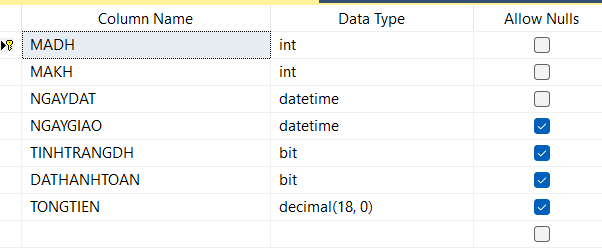 Column Name Data Type Allow Nulls
MADH int
MAKH int
NGAYDAT datetime
NGAYGIAO datetime
TINHTRANGDH bit
DATHANHTOAN bit
TONGTIEN decimal(18, 0)